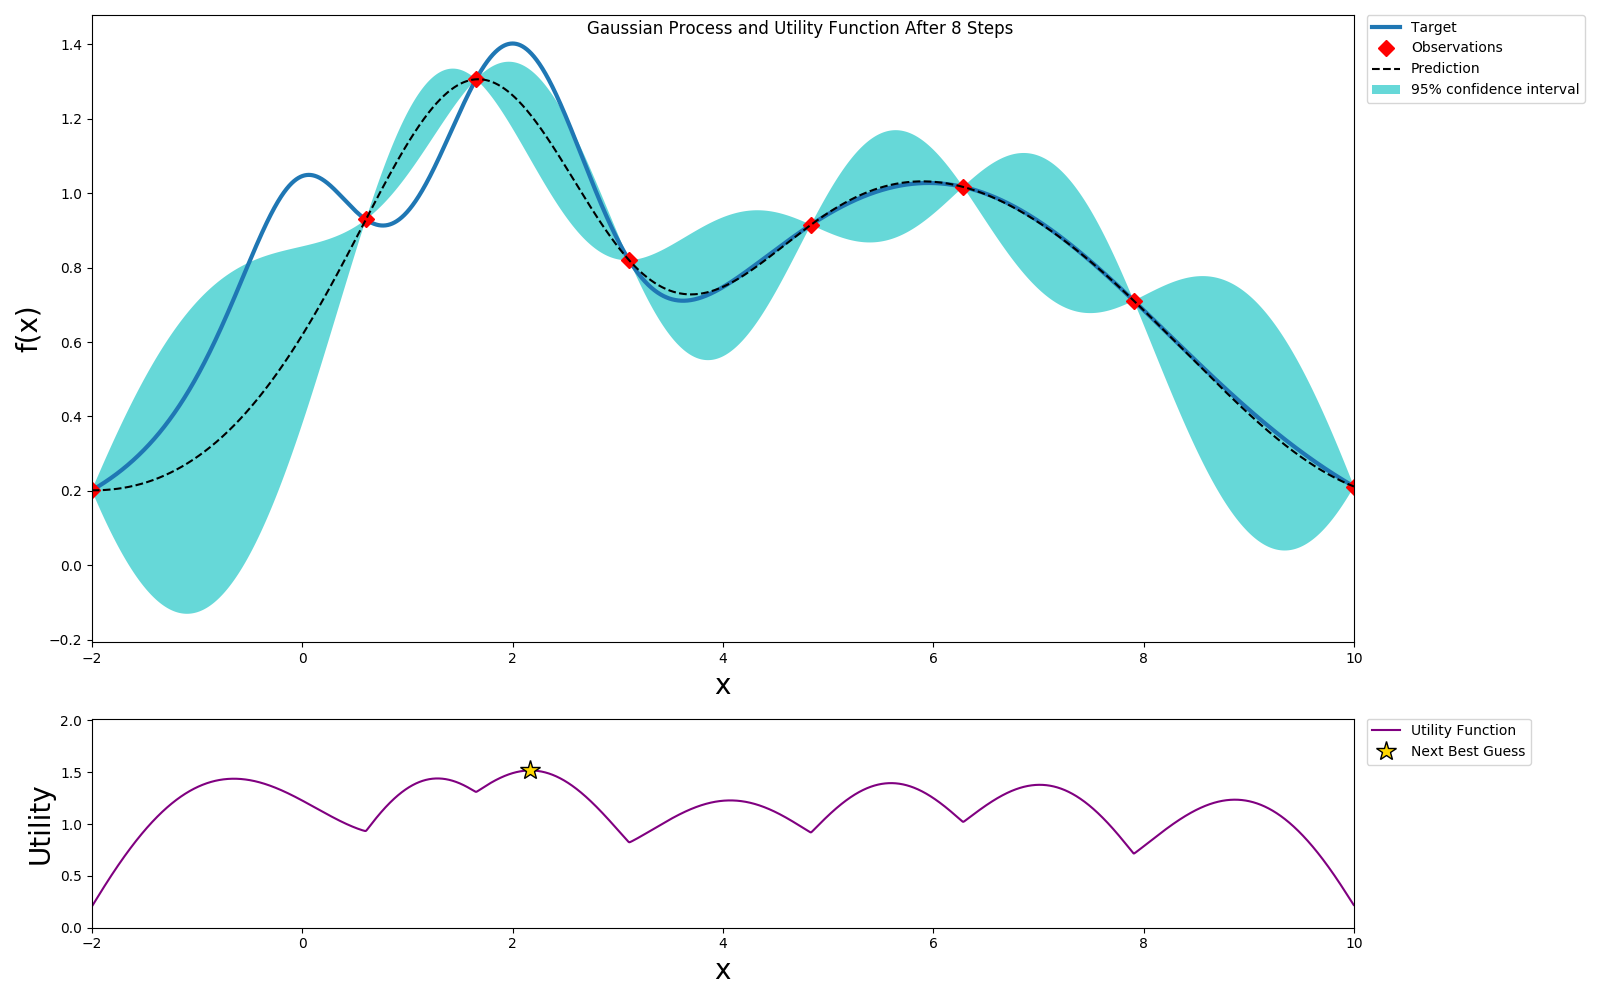 Gaussian Process and Utility Function After 8 Steps
Target
Observations
Prediction
95% confidence interval
f(x)
1.4
1.2
1.0
0.8
0.6
0.4
0.2
0.0
−0.2
−2 0 2 4 6 8 10
x
Utility Function
Next Best Guess
Utility
2.0
1.5
1.0
0.5
0.0
−2 0 2 4 6 8 10
x